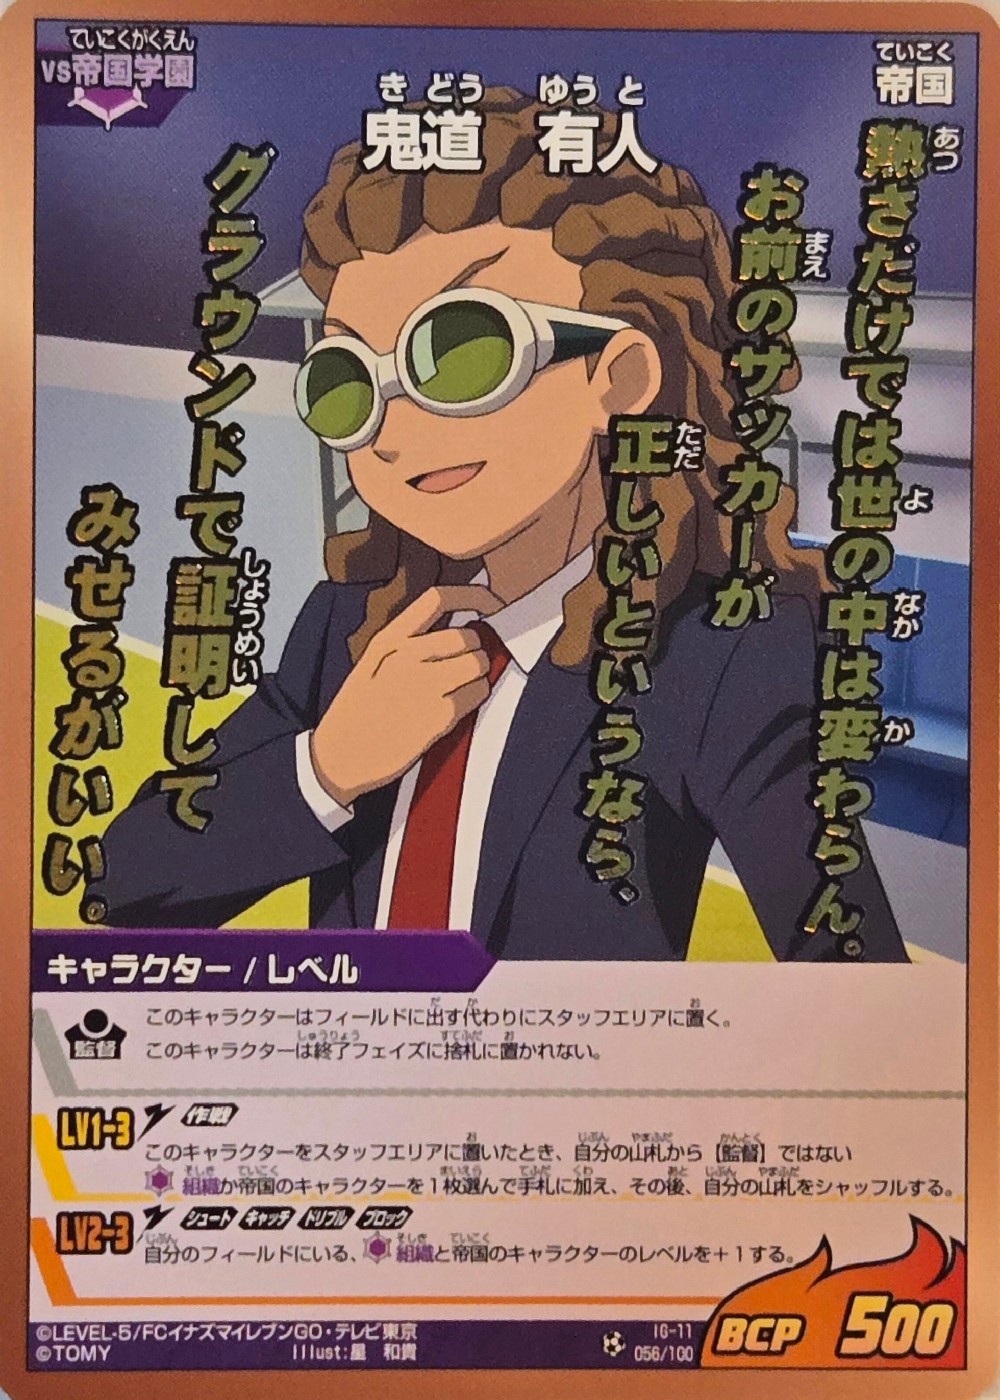 ていこくがくえん
VS帝国学園
ていこく
帝国
きどう ゆうと
鬼道 有人
熱さだけでは世の中は変わらん。
あつ よ なか か
お前のサッカーが
まえ
正しいというなら、
ただ
グラウンドで証明して
しょうめい
みせるがいい。
キャラクター / レベル
監督
このキャラクターはフィールドに出す代わりにスタッフエリアに置く。
このキャラクターは終了フェイズに捨札に置かれない。
LV1-3 作戦
このキャラクターをスタッフエリアに置いたとき、自分の山札から【監督】ではない
組織か帝国のキャラクターを1枚選んで手札に加え、その後、自分の山札をシャッフルする。
LV2-3 シュート キャッチ ドリブル ブロック
自分のフィールドにいる、組織と帝国のキャラクターのレベルを+1する。
BCP 500
©LEVEL-5/FCイナズマイレブンGO・テレビ東京
©TOMY Illust:星 和貴
IG-11
056/100